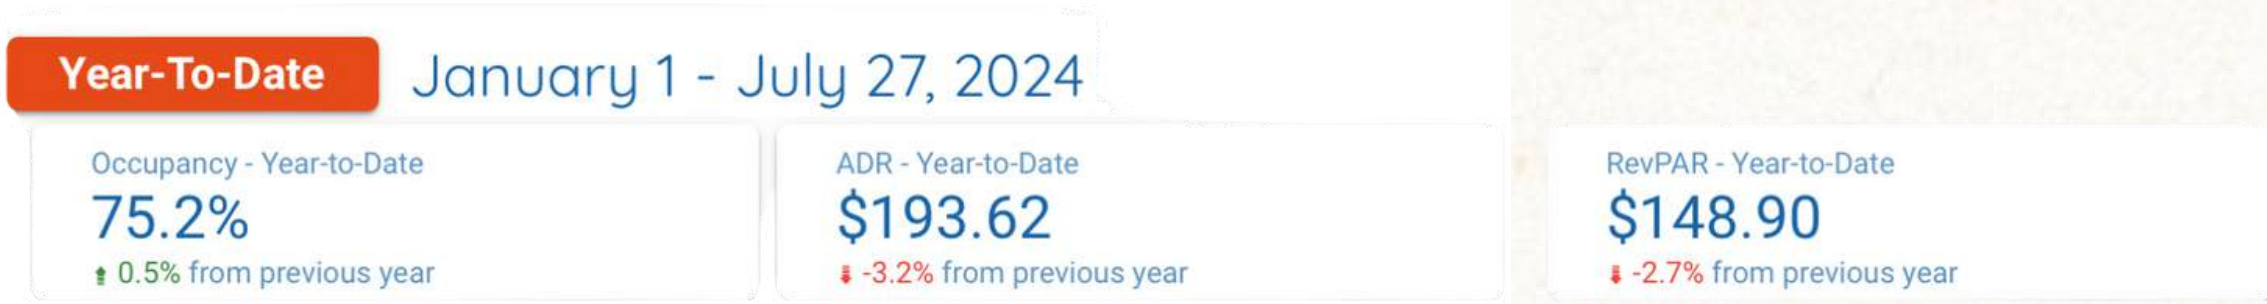 Year-To-Date January 1 - July 27, 2024
Occupancy - Year-to-Date
75.2%
0.5% from previous year
ADR - Year-to-Date
$193.62
-3.2% from previous year
RevPAR - Year-to-Date
$148.90
-2.7% from previous year